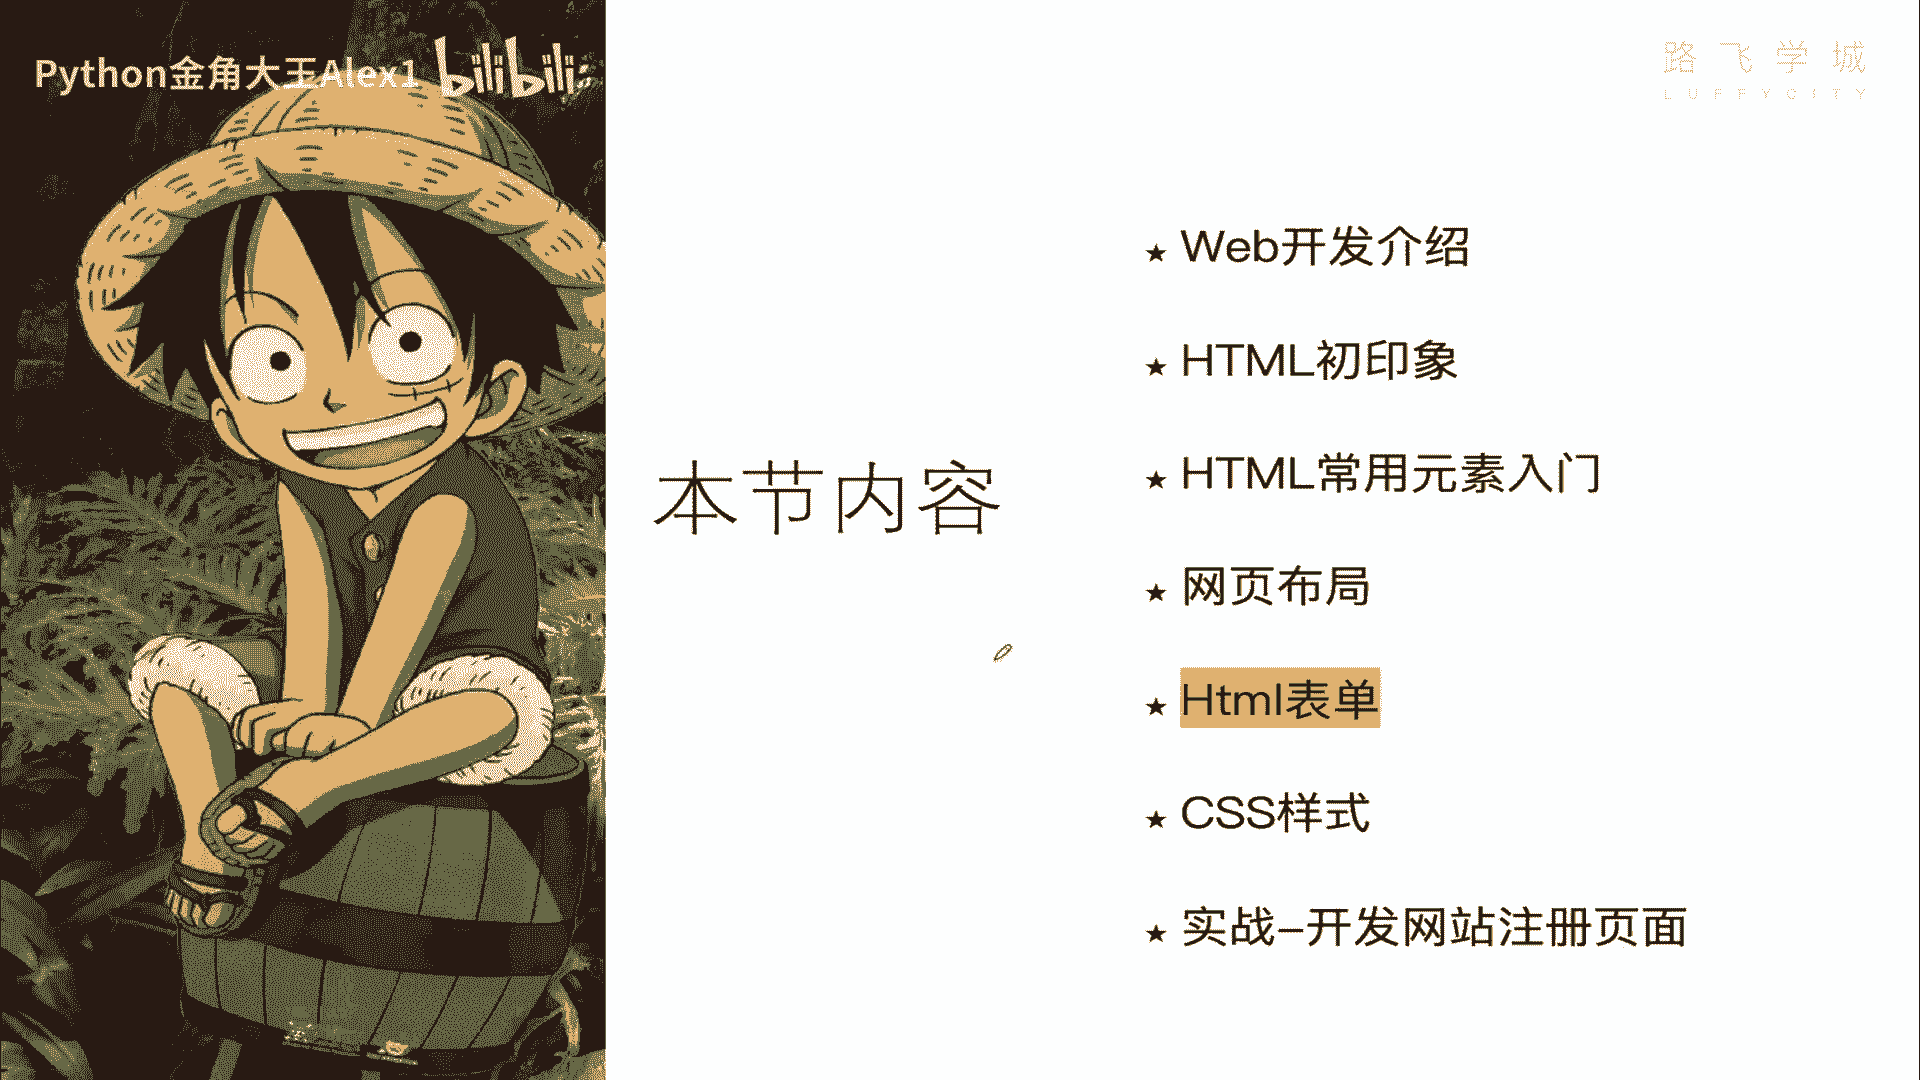 Python金角大王Alex1 bilibili
路飞学城
LUFFYCITY
本节内容
★ Web开发介绍
★ HTML初印象
★ HTML常用元素入门
★ 网页布局
★ Html表单
★ CSS样式
★ 实战-开发网站注册页面